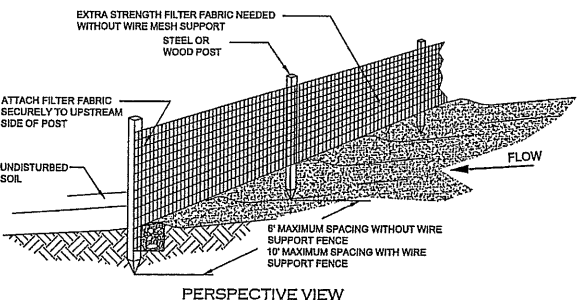 EXTRA STRENGTH FILTER FABRIC NEEDED
WITHOUT WIRE MESH SUPPORT
STEEL OR
WOOD POST
ATTACH FILTER FABRIC
SECURELY TO UPSTREAM
SIDE OF POST
UNDISTURBED
SOIL
FLOW
6' MAXIMUM SPACING WITHOUT WIRE
SUPPORT FENCE
10' MAXIMUM SPACING WITH WIRE
SUPPORT FENCE
PERSPECTIVE VIEW